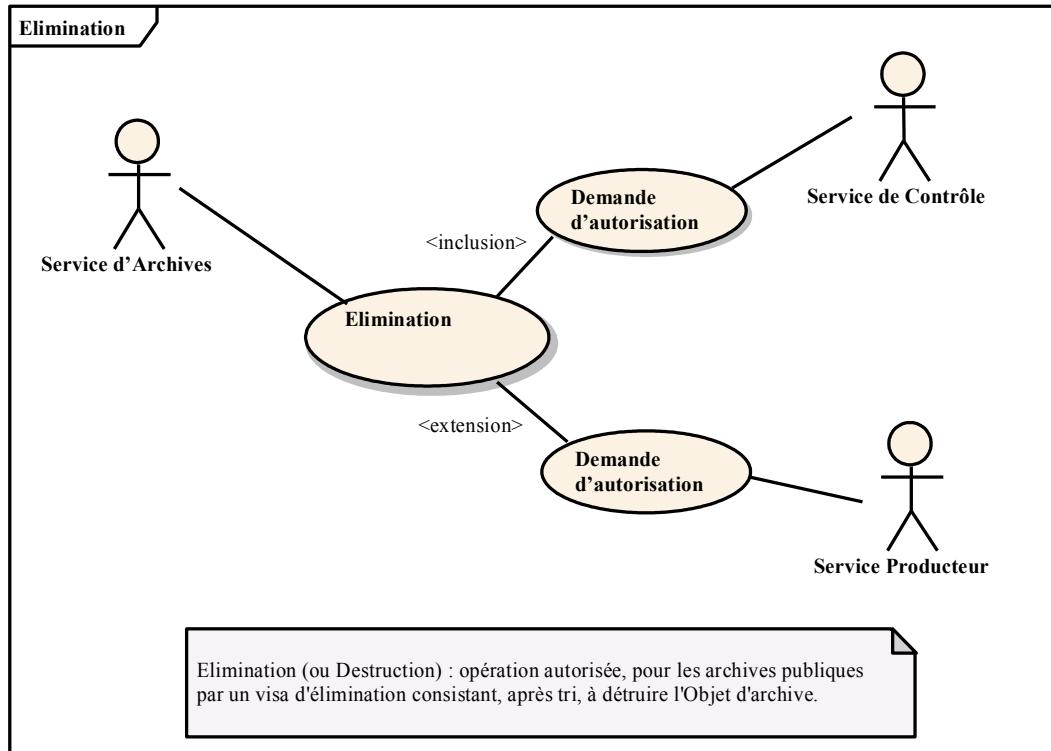 Elimination
Service de Contrôle
Demande
d’autorisation
Service d’Archives
<inclusion>
Elimination
<extension>
Demande
d’autorisation
Service Producteur
Elimination (ou Destruction) : opération autorisée, pour les archives publiques
par un visa d'élimination consistant, après tri, à détruire l'Objet d'archive.